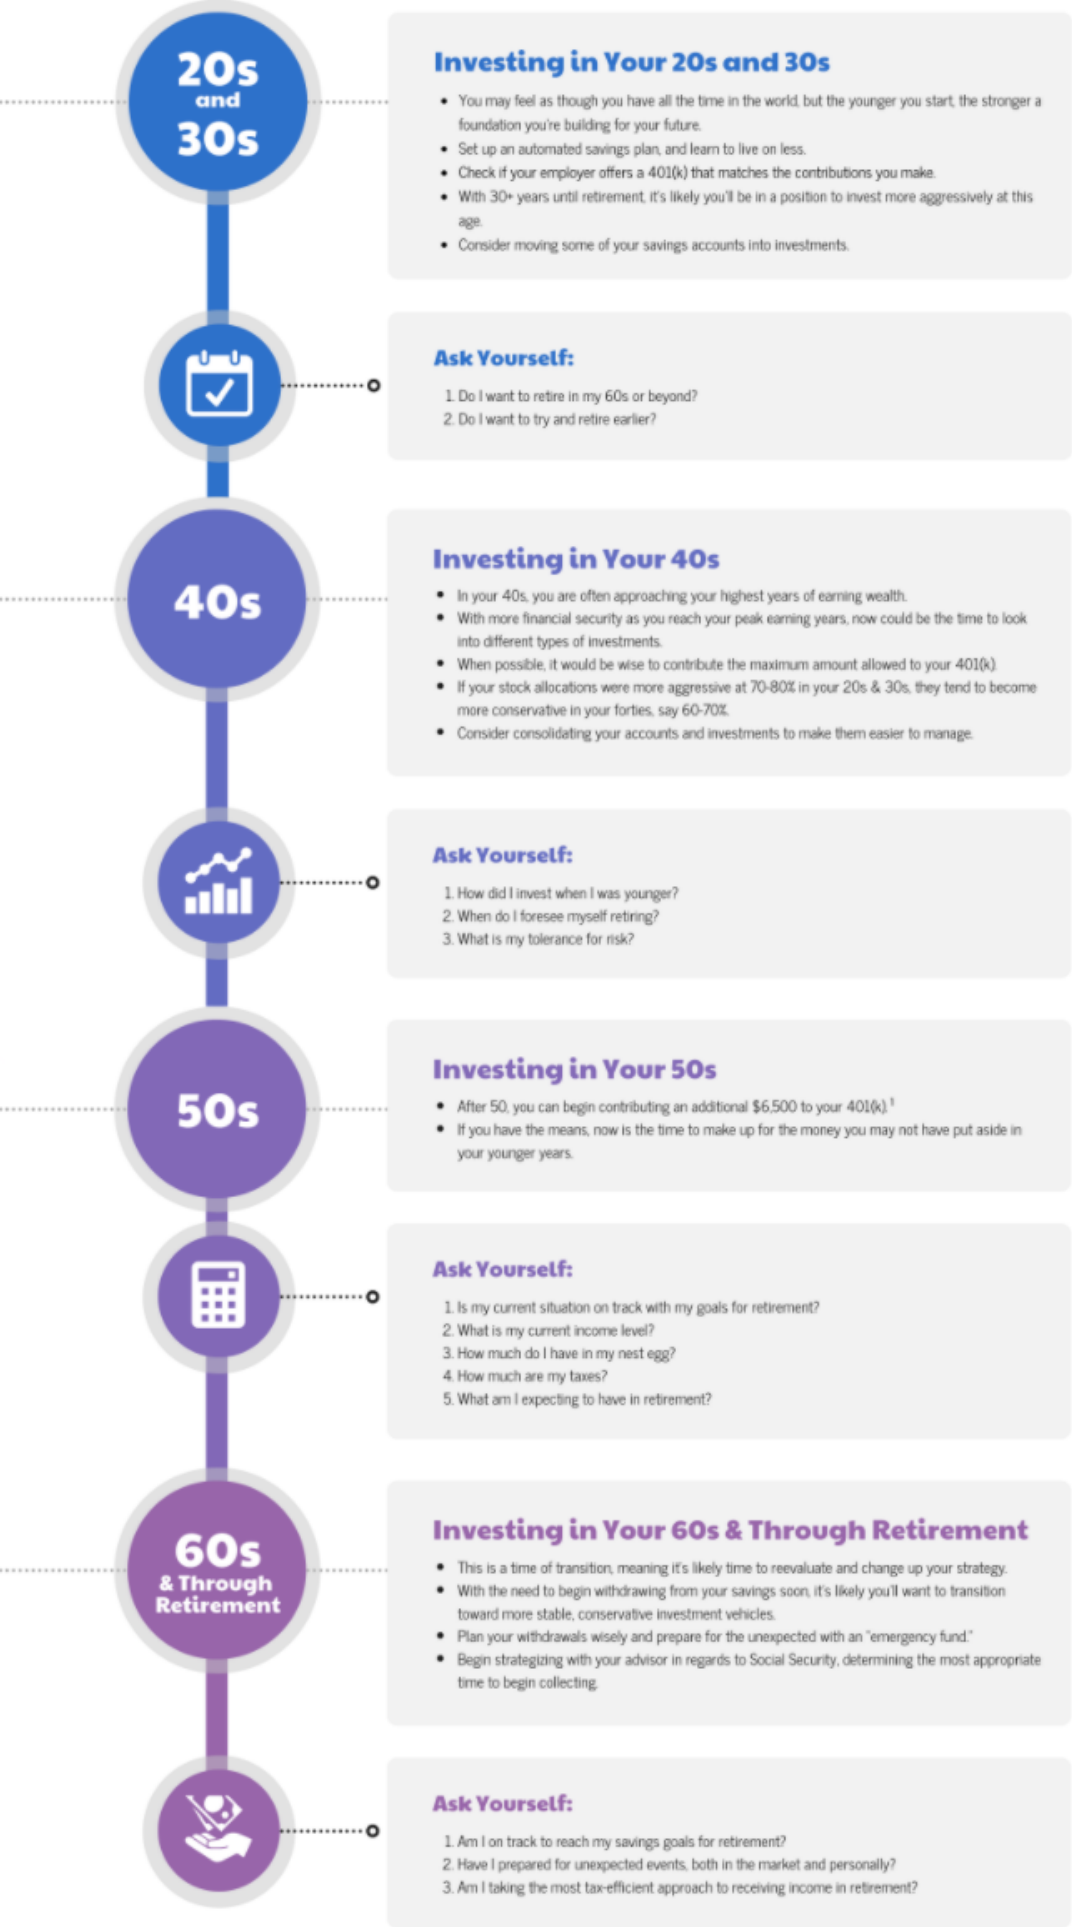 20s
and
30s
Investing in Your 20s and 30s
• You may feel as though you have all the time in the world, but the younger you start, the stronger a
foundation you're building for your future.
• Set up an automated savings plan, and learn to live on less.
• Check if your employer offers a 401(k) that matches the contributions you make.
• With 30+ years until retirement, it's likely you'll be in a position to invest more aggressively at this
age.
• Consider moving some of your savings accounts into investments.
Ask Yourself:
1. Do I want to retire in my 60s or beyond?
2. Do I want to try and retire earlier?
40s
Investing in Your 40s
• In your 40s, you are often approaching your highest years of earning wealth.
• With more financial security as you reach your peak earning years, now could be the time to look
into different types of investments.
• When possible, it would be wise to contribute the maximum amount allowed to your 401(k).
• If your stock allocations were more aggressive at 70-80% in your 20s & 30s, they tend to become
more conservative in your forties, say 60-70%.
• Consider consolidating your accounts and investments to make them easier to manage.
Ask Yourself:
1. How did I invest when I was younger?
2. When do I foresee myself retiring?
3. What is my tolerance for risk?
50s
Investing in Your 50s
• After 50, you can begin contributing an additional $6,500 to your 401(k).¹
• If you have the means, now is the time to make up for the money you may not have put aside in
your younger years.
Ask Yourself:
1. Is my current situation on track with my goals for retirement?
2. What is my current income level?
3. How much do I have in my nest egg?
4. How much are my taxes?
5. What am I expecting to have in retirement?
60s
& Through
Retirement
Investing in Your 60s & Through Retirement
• This is a time of transition, meaning it's likely time to reevaluate and change up your strategy.
• With the need to begin withdrawing from your savings soon, it's likely you'll want to transition
toward more stable, conservative investment vehicles.
• Plan your withdrawals wisely and prepare for the unexpected with an "emergency fund."
• Begin strategizing with your advisor in regards to Social Security, determining the most appropriate
time to begin collecting.
Ask Yourself:
1. Am I on track to reach my savings goals for retirement?
2. Have I prepared for unexpected events, both in the market and personally?
3. Am I taking the most tax-efficient approach to receiving income in retirement?